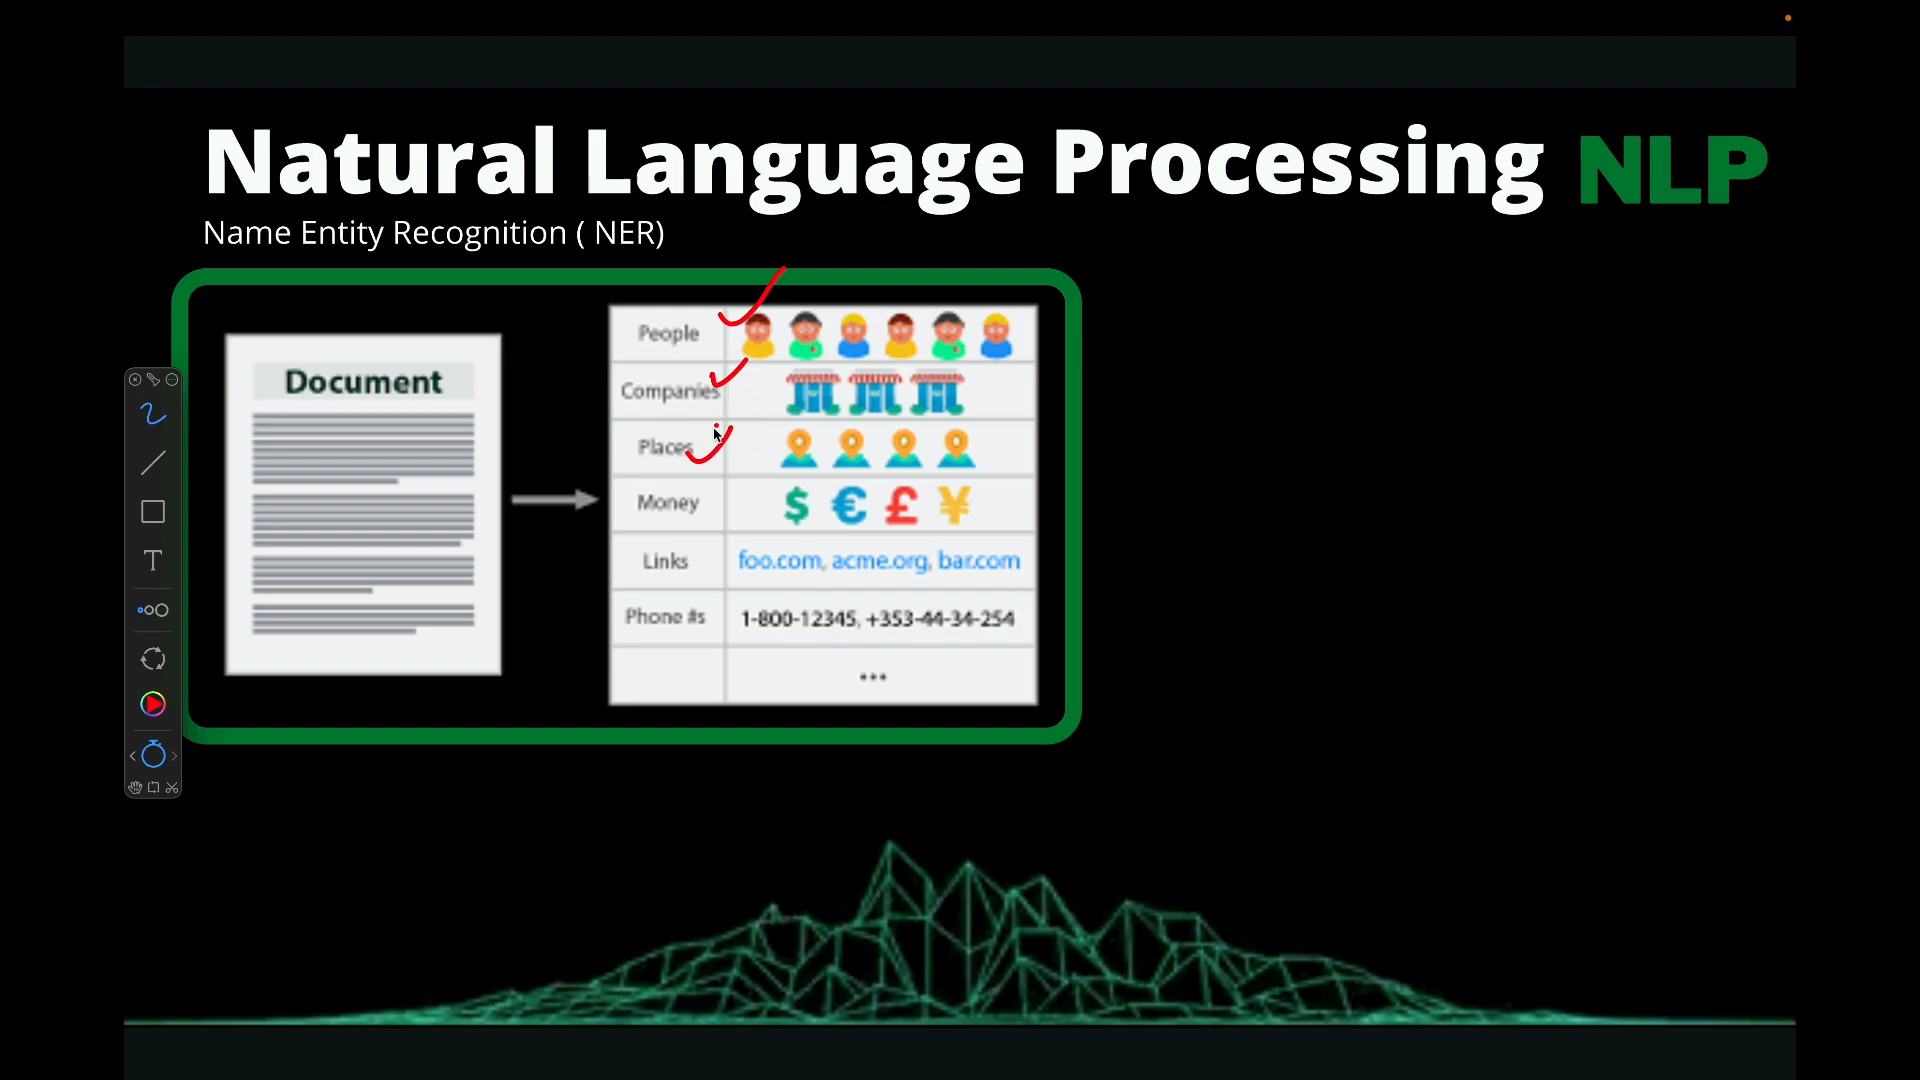 Natural Language Processing NLP
Name Entity Recognition ( NER)
Document
People
Companies
Places
Money $ € £ ¥
Links foo.com, acme.org, bar.com
Phone #s 1-800-12345, +353-44-34-254
...
T